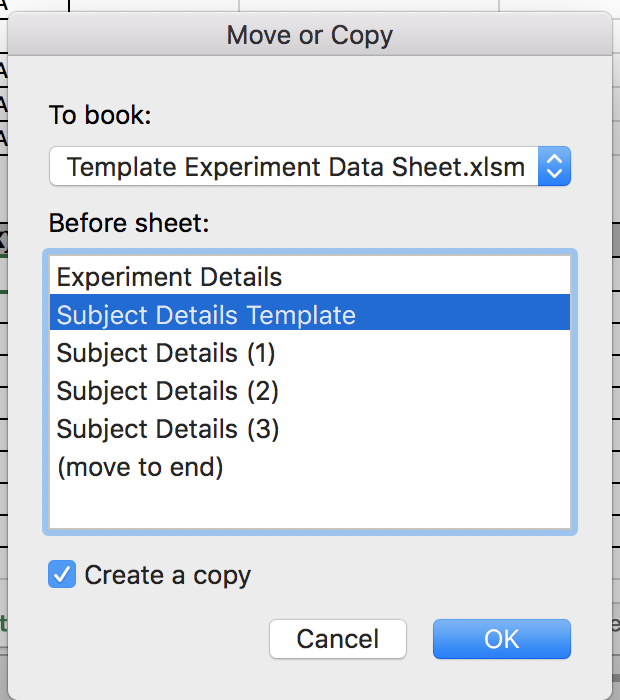 Move or Copy
To book:
Template Experiment Data Sheet.xlsm
Before sheet:
Experiment Details
Subject Details Template
Subject Details (1)
Subject Details (2)
Subject Details (3)
(move to end)
Create a copy
Cancel
OK